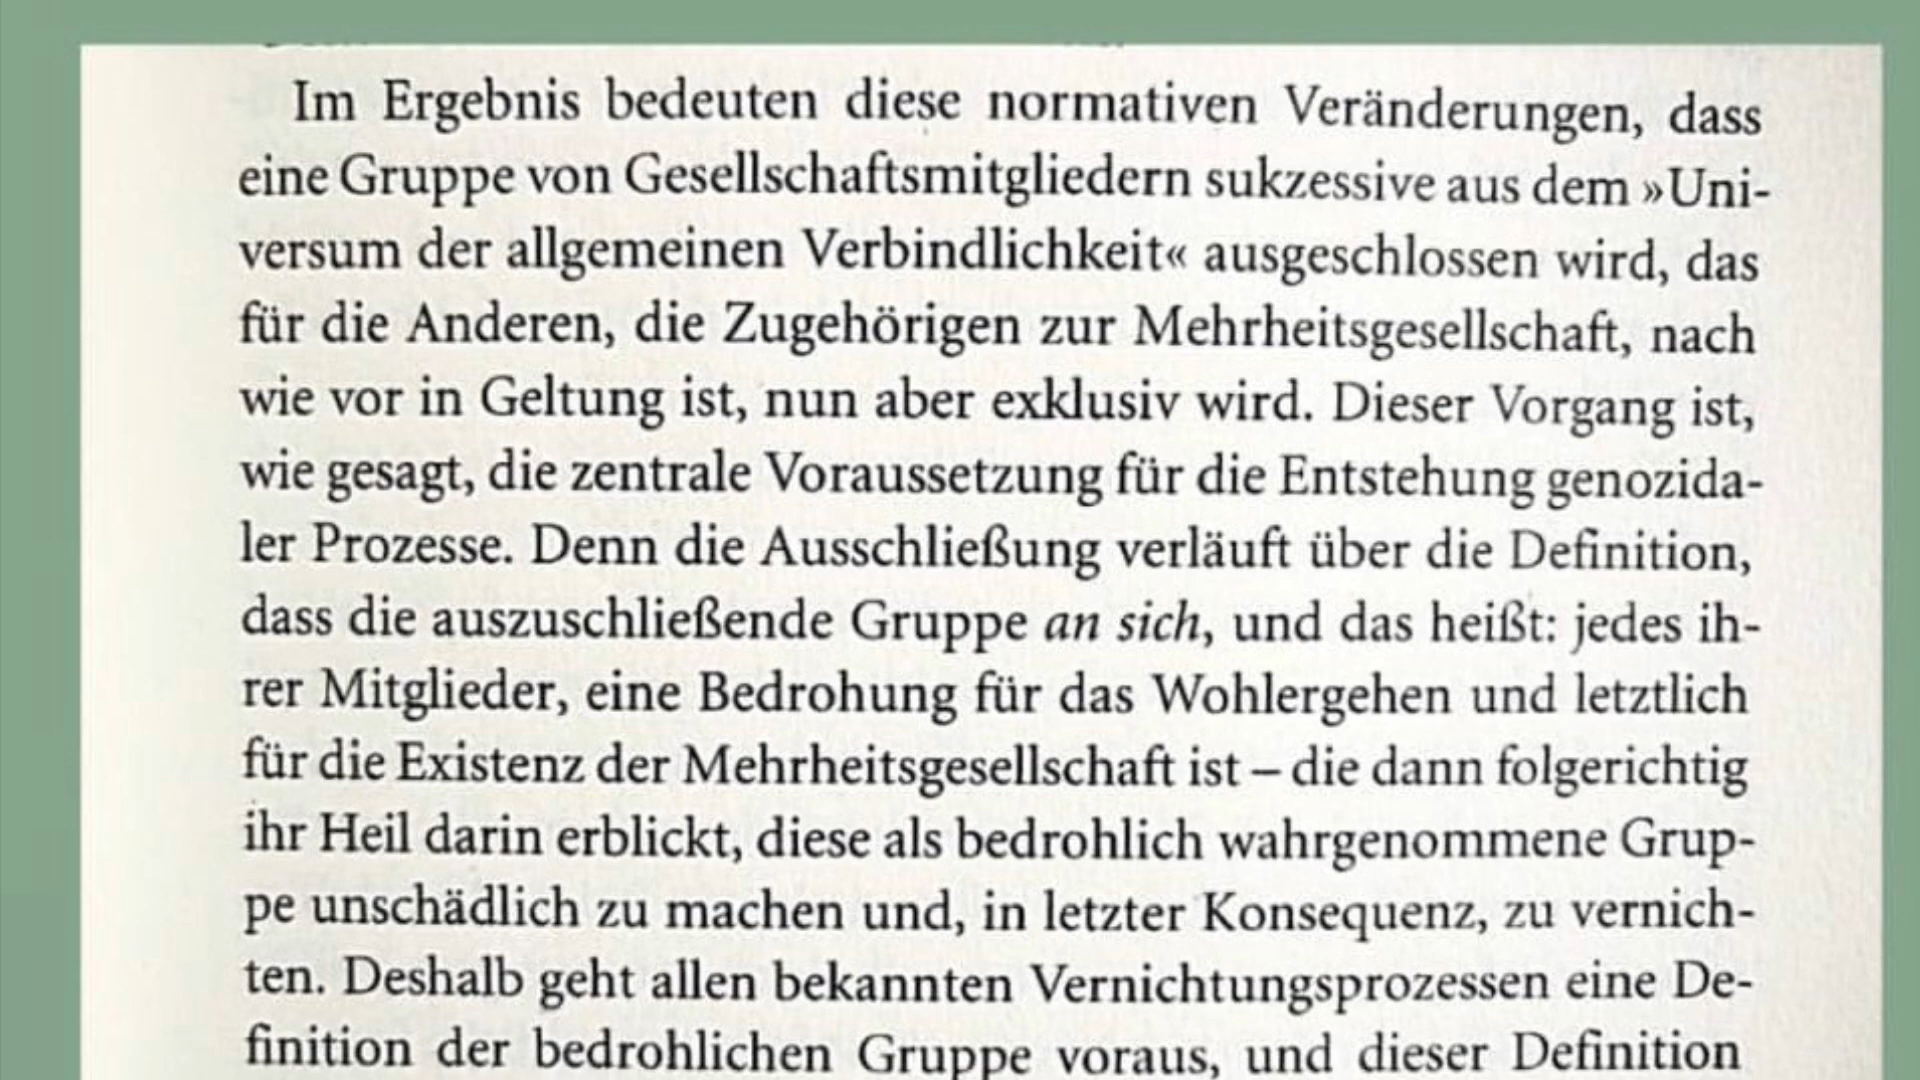 Im Ergebnis bedeuten diese normativen Veränderungen, dass
eine Gruppe von Gesellschaftsmitgliedern sukzessive aus dem »Uni-
versum der allgemeinen Verbindlichkeit« ausgeschlossen wird, das
für die Anderen, die Zugehörigen zur Mehrheitsgesellschaft, nach
wie vor in Geltung ist, nun aber exklusiv wird. Dieser Vorgang ist,
wie gesagt, die zentrale Voraussetzung für die Entstehung genozida-
ler Prozesse. Denn die Ausschließung verläuft über die Definition,
dass die auszuschließende Gruppe an sich, und das heißt: jedes ih-
rer Mitglieder, eine Bedrohung für das Wohlergehen und letztlich
für die Existenz der Mehrheitsgesellschaft ist – die dann folgerichtig
ihr Heil darin erblickt, diese als bedrohlich wahrgenommene Grup-
pe unschädlich zu machen und, in letzter Konsequenz, zu vernich-
ten. Deshalb geht allen bekannten Vernichtungsprozessen eine De-
finition der bedrohlichen Gruppe voraus, und dieser Definition